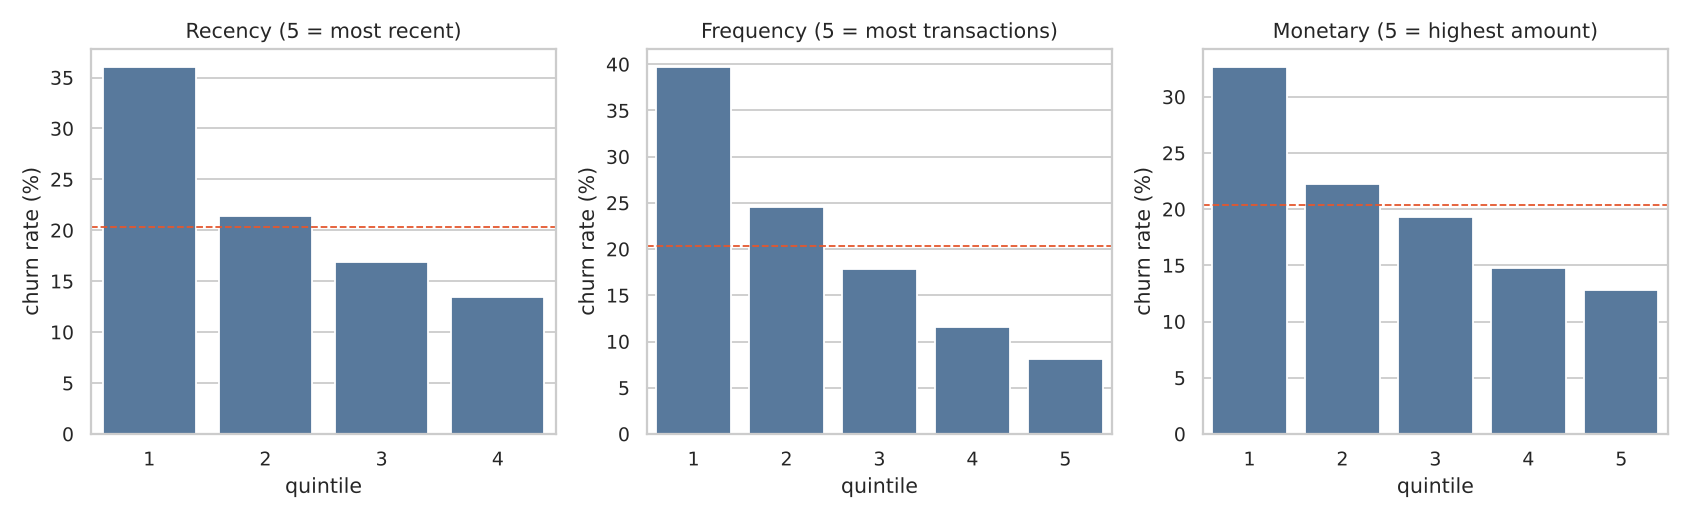 Recency (5 = most recent)
churn rate (%)
35
30
25
20
15
10
5
0
1 2 3 4
quintile
Frequency (5 = most transactions)
churn rate (%)
40
35
30
25
20
15
10
5
0
1 2 3 4 5
quintile
Monetary (5 = highest amount)
churn rate (%)
30
25
20
15
10
5
0
1 2 3 4 5
quintile